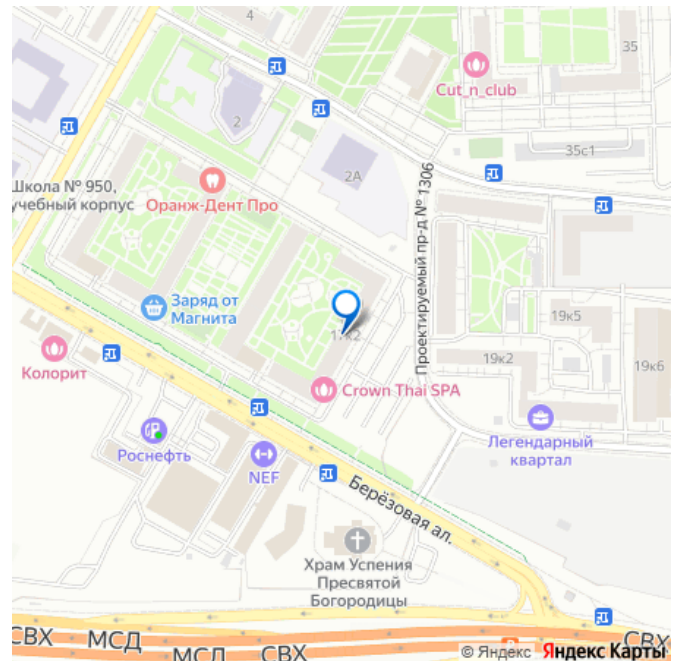 4
35
Cut_n_club
2
35с1
2А
Школа № 950,
учебный корпус
Оранж-Дент Про
Проектируемый пр-д № 1306
Заряд от
Магнита
17к2
19к5
19к2
19к6
Колорит
Crown Thai SPA
Легендарный
квартал
Роснефть
NEF
Берёзовая ал.
Храм Успения
Пресвятой
Богородицы
СВХ
МСД
МСД
СВХ
СВХ
© Яндекс Яндекс Карты